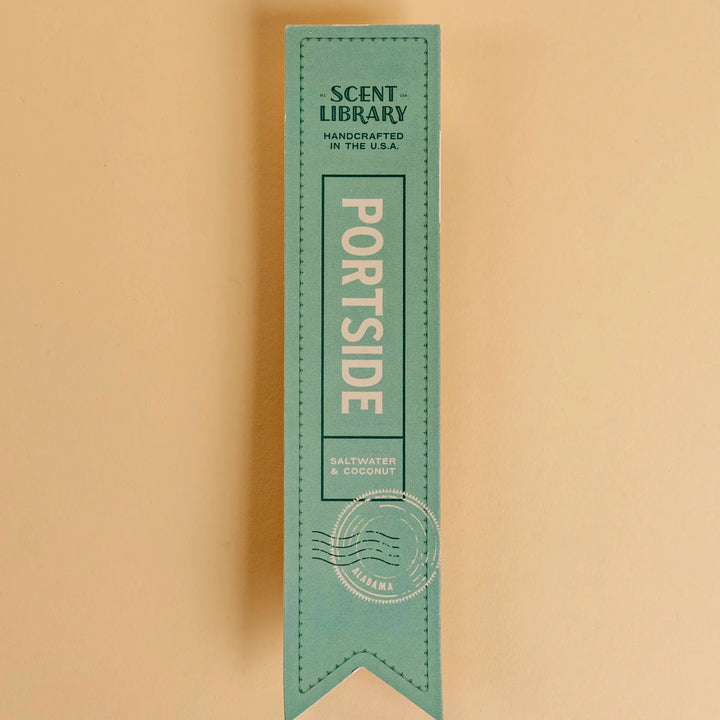 SCENT
LIBRARY
HANDCRAFTED
IN THE U.S.A.
PORTSIDE
SALTWATER
& COCONUT
ALABAMA